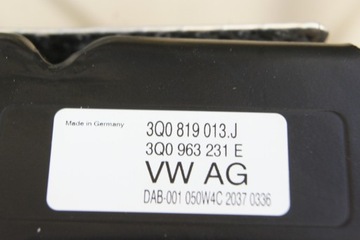 Made in Germany
3Q0 819 013.J
3Q0 963 231 E
VW AG
DAB-001 050W4C 2037 0336